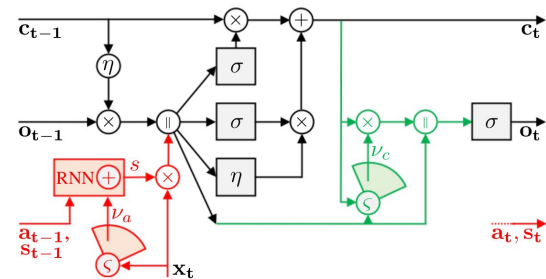 × +
c_{t-1} c_t
η σ
o_{t-1} × || σ × × || σ o_t
RNN + s × η ν_c
ν_a ς
a_{t-1}, a_t, s_t
s_{t-1}
ς x_t